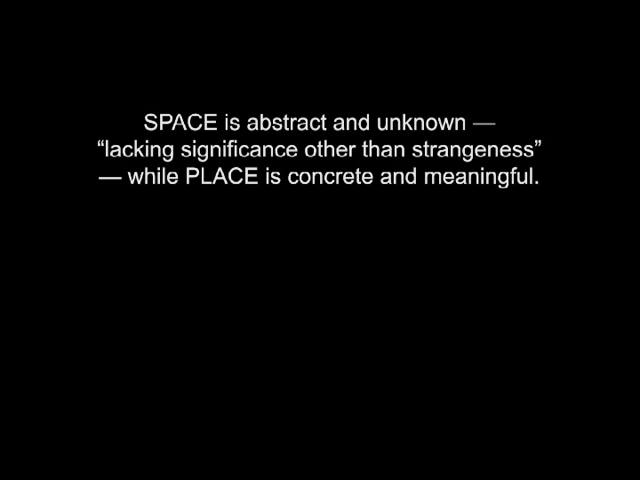 SPACE is abstract and unknown —
“lacking significance other than strangeness”
— while PLACE is concrete and meaningful.